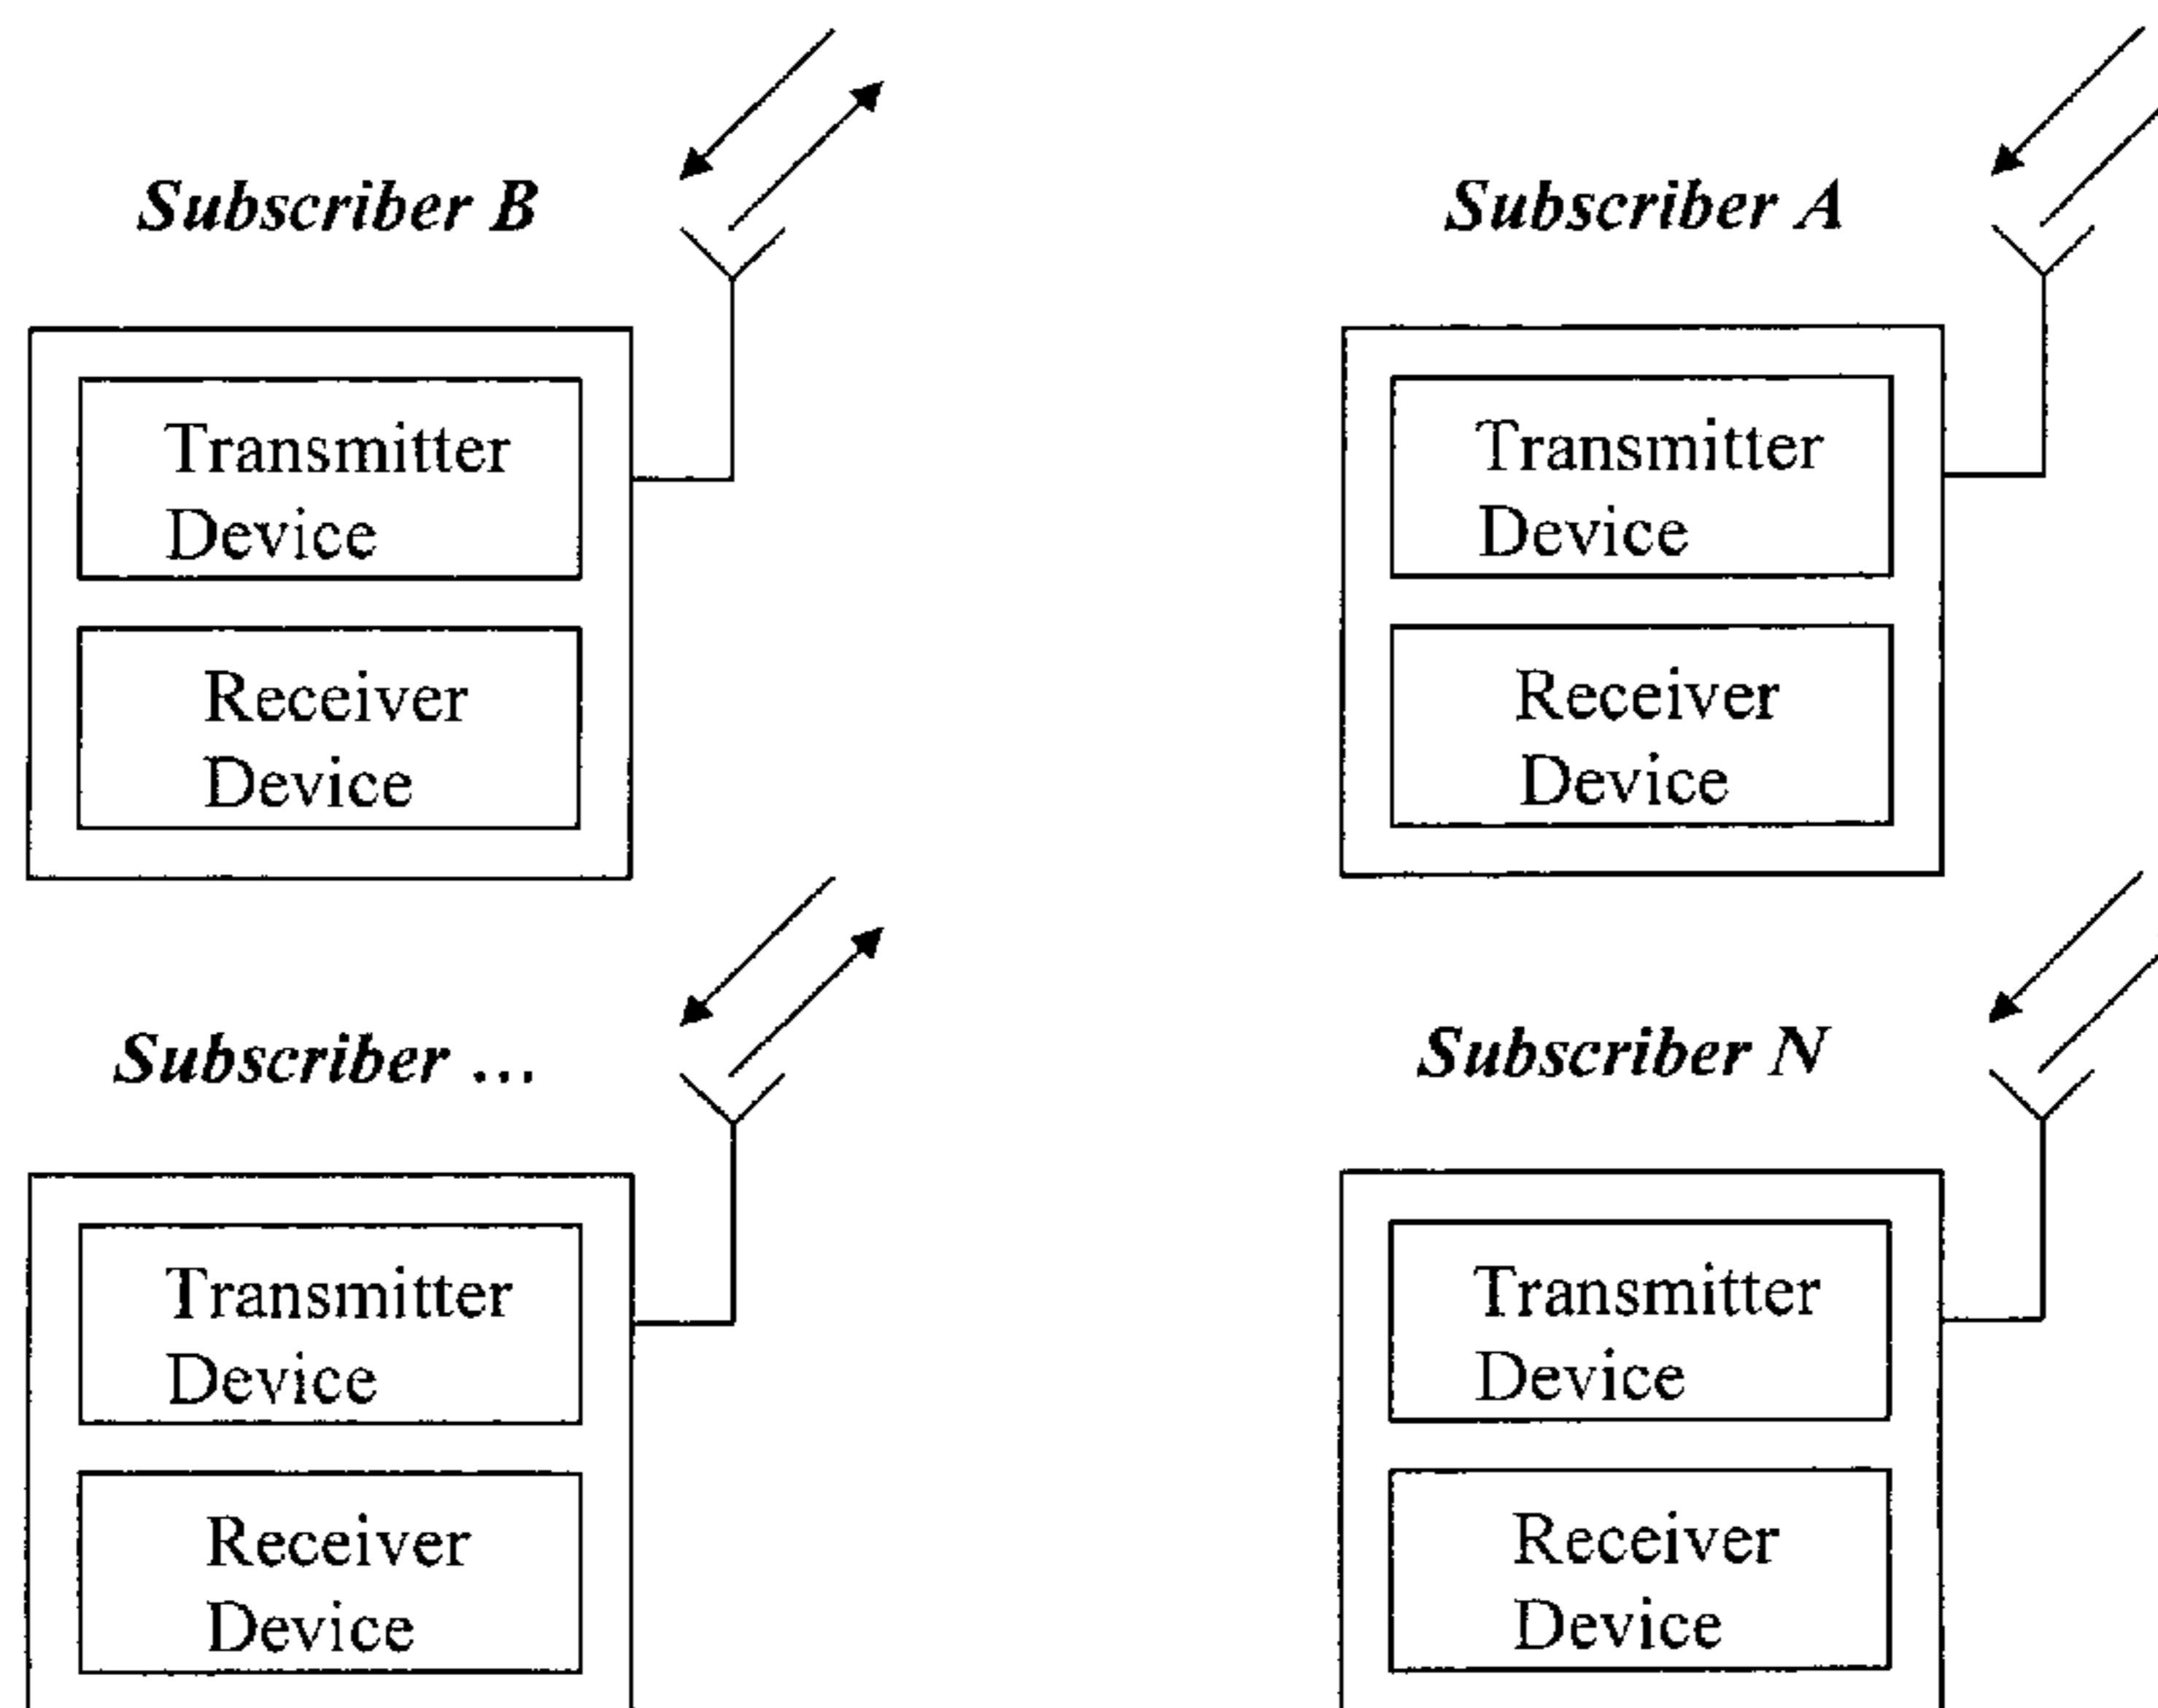 Subscriber B
Transmitter
Device
Receiver
Device
Subscriber A
Transmitter
Device
Receiver
Device
Subscriber ...
Transmitter
Device
Receiver
Device
Subscriber N
Transmitter
Device
Receiver
Device